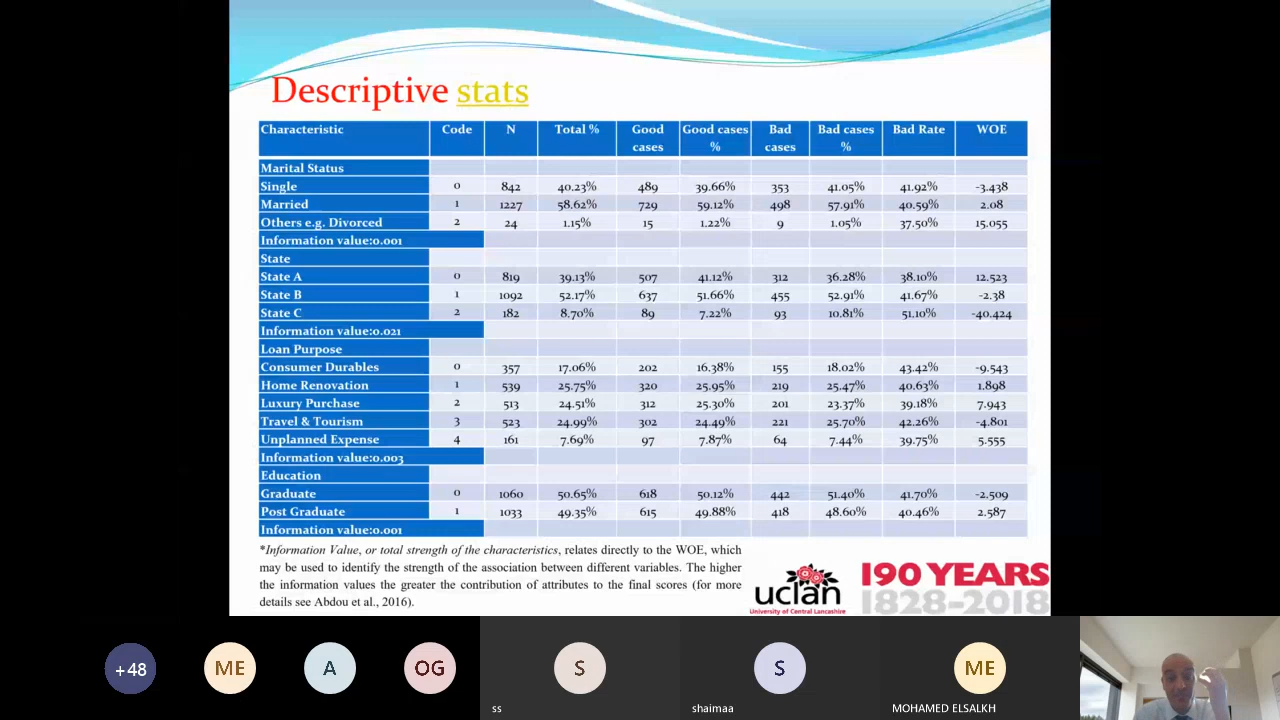 Descriptive stats
Characteristic Code N Total % Good cases Good cases % Bad cases Bad cases % Bad Rate WOE
Marital Status
Single 0 842 40.23% 489 39.66% 353 41.05% 41.92% -3.438
Married 1 1227 58.62% 729 59.12% 498 57.91% 40.59% 2.08
Others e.g. Divorced 2 24 1.15% 15 1.22% 9 1.05% 37.50% 15.055
Information value:0.001
State
State A 0 819 39.13% 507 41.12% 312 36.28% 38.10% 12.523
State B 1 1092 52.17% 637 51.66% 455 52.91% 41.67% -2.38
State C 2 182 8.70% 89 7.22% 93 10.81% 51.10% -40.424
Information value:0.021
Loan Purpose
Consumer Durables 0 357 17.06% 202 16.38% 155 18.02% 43.42% -9.543
Home Renovation 1 539 25.75% 320 25.95% 219 25.47% 40.63% 1.898
Luxury Purchase 2 513 24.51% 312 25.30% 201 23.37% 39.18% 7.943
Travel & Tourism 3 523 24.99% 302 24.49% 221 25.70% 42.26% -4.801
Unplanned Expense 4 161 7.69% 97 7.87% 64 7.44% 39.75% 5.555
Information value:0.003
Education
Graduate 0 1060 50.65% 618 50.12% 442 51.40% 41.70% -2.509
Post Graduate 1 1033 49.35% 615 49.88% 418 48.60% 40.46% 2.587
Information value:0.001
*Information Value, or total strength of the characteristics, relates directly to the WOE, which
may be used to identify the strength of the association between different variables. The higher
the information values the greater the contribution of attributes to the final scores (for more
details see Abdou et al., 2016).
uclan
University of Central Lancashire
190 YEARS
1828-2018
+48 ME A OG S S ME
ss shaimaa MOHAMED ELSALKH